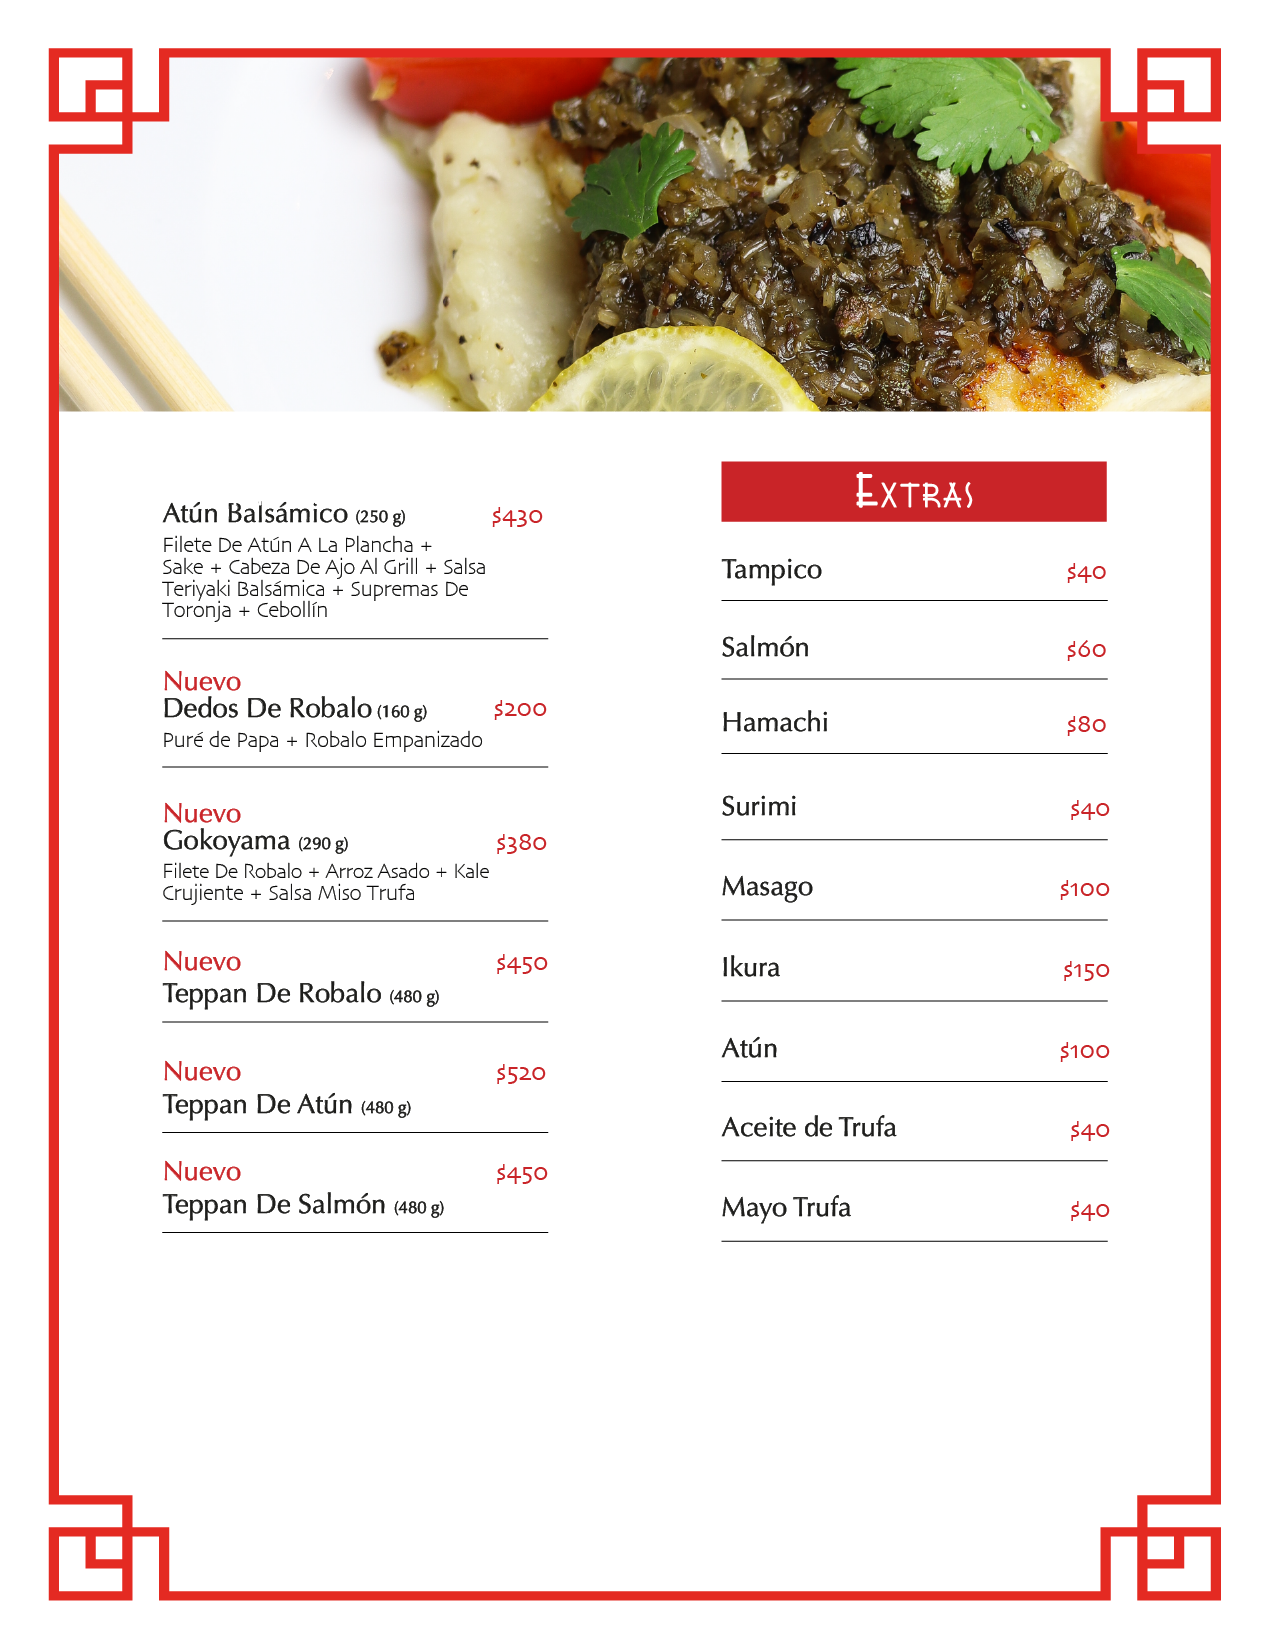 Atún Balsámico (250 g) $430
Filete De Atún A La Plancha +
Sake + Cabeza De Ajo Al Grill + Salsa
Teriyaki Balsámica + Supremas De
Toronja + Cebollín
Nuevo
Dedos De Robalo (160 g) $200
Puré de Papa + Robalo Empanizado
Nuevo
Gokoyama (290 g) $380
Filete De Robalo + Arroz Asado + Kale
Crujiente + Salsa Miso Trufa
Nuevo $450
Teppan De Robalo (480 g)
Nuevo $520
Teppan De Atún (480 g)
Nuevo $450
Teppan De Salmón (480 g)
Extras
Tampico $40
Salmón $60
Hamachi $80
Surimi $40
Masago $100
Ikura $150
Atún $100
Aceite de Trufa $40
Mayo Trufa $40